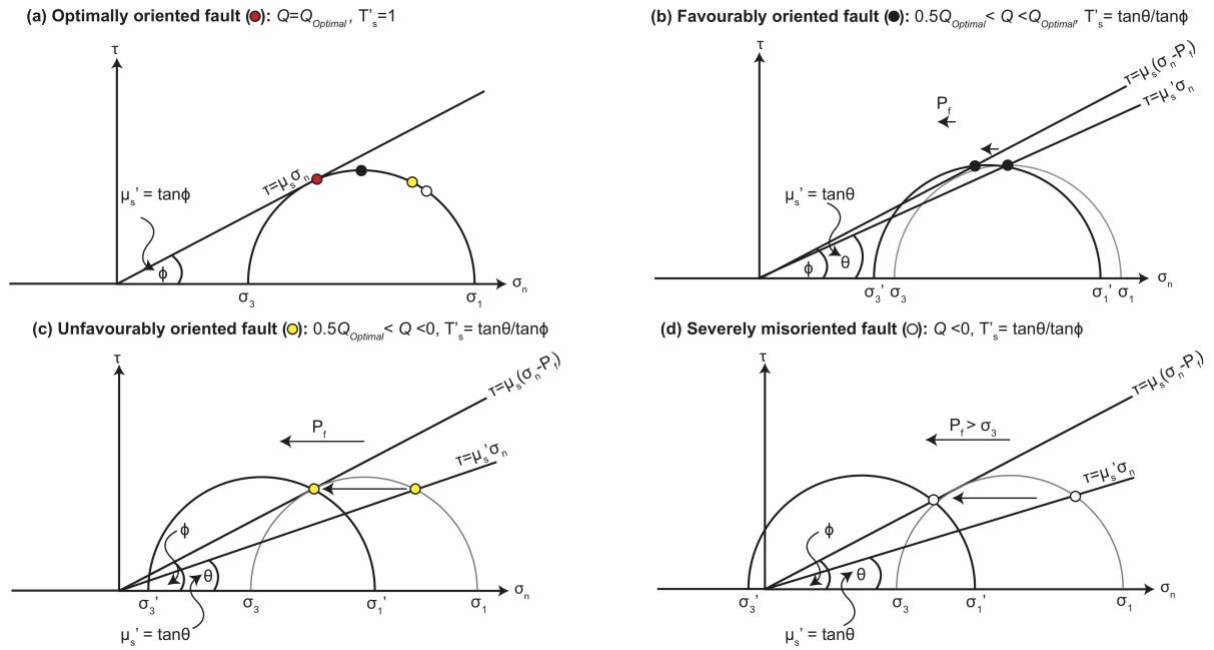 (a) Optimally oriented fault (●): Q=Q_Optimal, T'_s=1
τ
τ=μ_sσ_n
μ_s' = tanϕ
ϕ
σ_n
σ_3
σ_1
(b) Favourably oriented fault (●): 0.5Q_Optimal< Q <Q_Optimal, T'_s= tanθ/tanϕ
τ
τ=μ_s(σ_n-P_f)
τ=μ_s'σ_n
P_f
μ_s' = tanθ
ϕ
θ
σ_n
σ_3' σ_3
σ_1' σ_1
(c) Unfavourably oriented fault (○): 0.5Q_Optimal< Q <0, T'_s= tanθ/tanϕ
τ
τ=μ_s(σ_n-P_f)
P_f
τ=μ_s'σ_n
ϕ
θ
σ_n
σ_3'
σ_3
σ_1'
σ_1
μ_s' = tanθ
(d) Severely misoriented fault (○): Q <0, T'_s= tanθ/tanϕ
τ
τ=μ_s(σ_n-P_f)
P_f > σ_3
τ=μ_s'σ_n
ϕ
θ
σ_n
σ_3'
σ_3
σ_1'
σ_1
μ_s' = tanθ